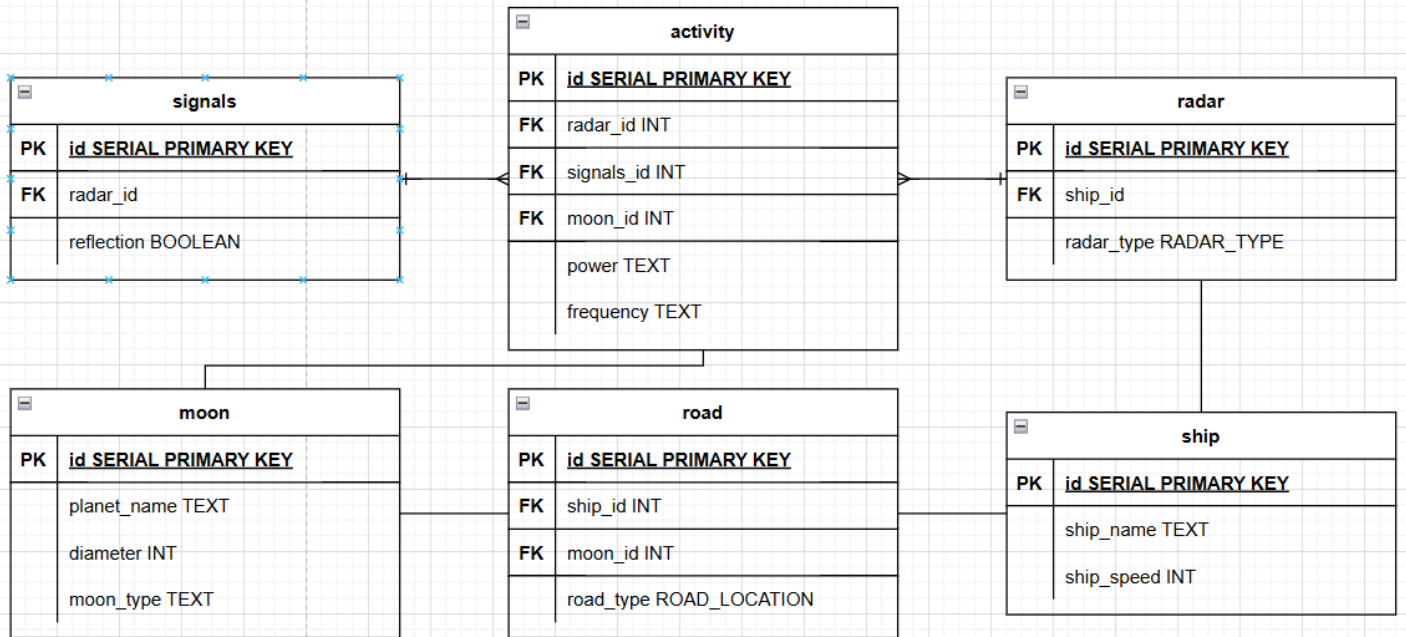 activity
PK id SERIAL PRIMARY KEY
FK radar_id INT
FK signals_id INT
FK moon_id INT
power TEXT
frequency TEXT
signals
PK id SERIAL PRIMARY KEY
FK radar_id
reflection BOOLEAN
radar
PK id SERIAL PRIMARY KEY
FK ship_id
radar_type RADAR_TYPE
moon
PK id SERIAL PRIMARY KEY
planet_name TEXT
diameter INT
moon_type TEXT
road
PK id SERIAL PRIMARY KEY
FK ship_id INT
FK moon_id INT
road_type ROAD_LOCATION
ship
PK id SERIAL PRIMARY KEY
ship_name TEXT
ship_speed INT